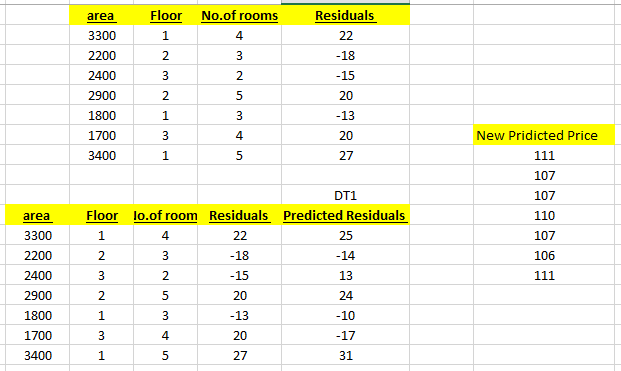 area Floor No.of rooms Residuals
3300 1 4 22
2200 2 3 -18
2400 3 2 -15
2900 2 5 20
1800 1 3 -13
1700 3 4 20 New Pridicted Price
3400 1 5 27 111
107
DT1 107
area Floor lo.of room Residuals Predicted Residuals 110
3300 1 4 22 25 107
2200 2 3 -18 -14 106
2400 3 2 -15 13 111
2900 2 5 20 24
1800 1 3 -13 -10
1700 3 4 20 -17
3400 1 5 27 31